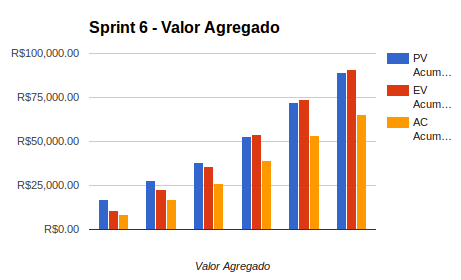 Sprint 6 - Valor Agregado
R$100,000.00
R$75,000.00
R$50,000.00
R$25,000.00
R$0.00
PV
Acum...
EV
Acum...
AC
Acum...
Valor Agregado